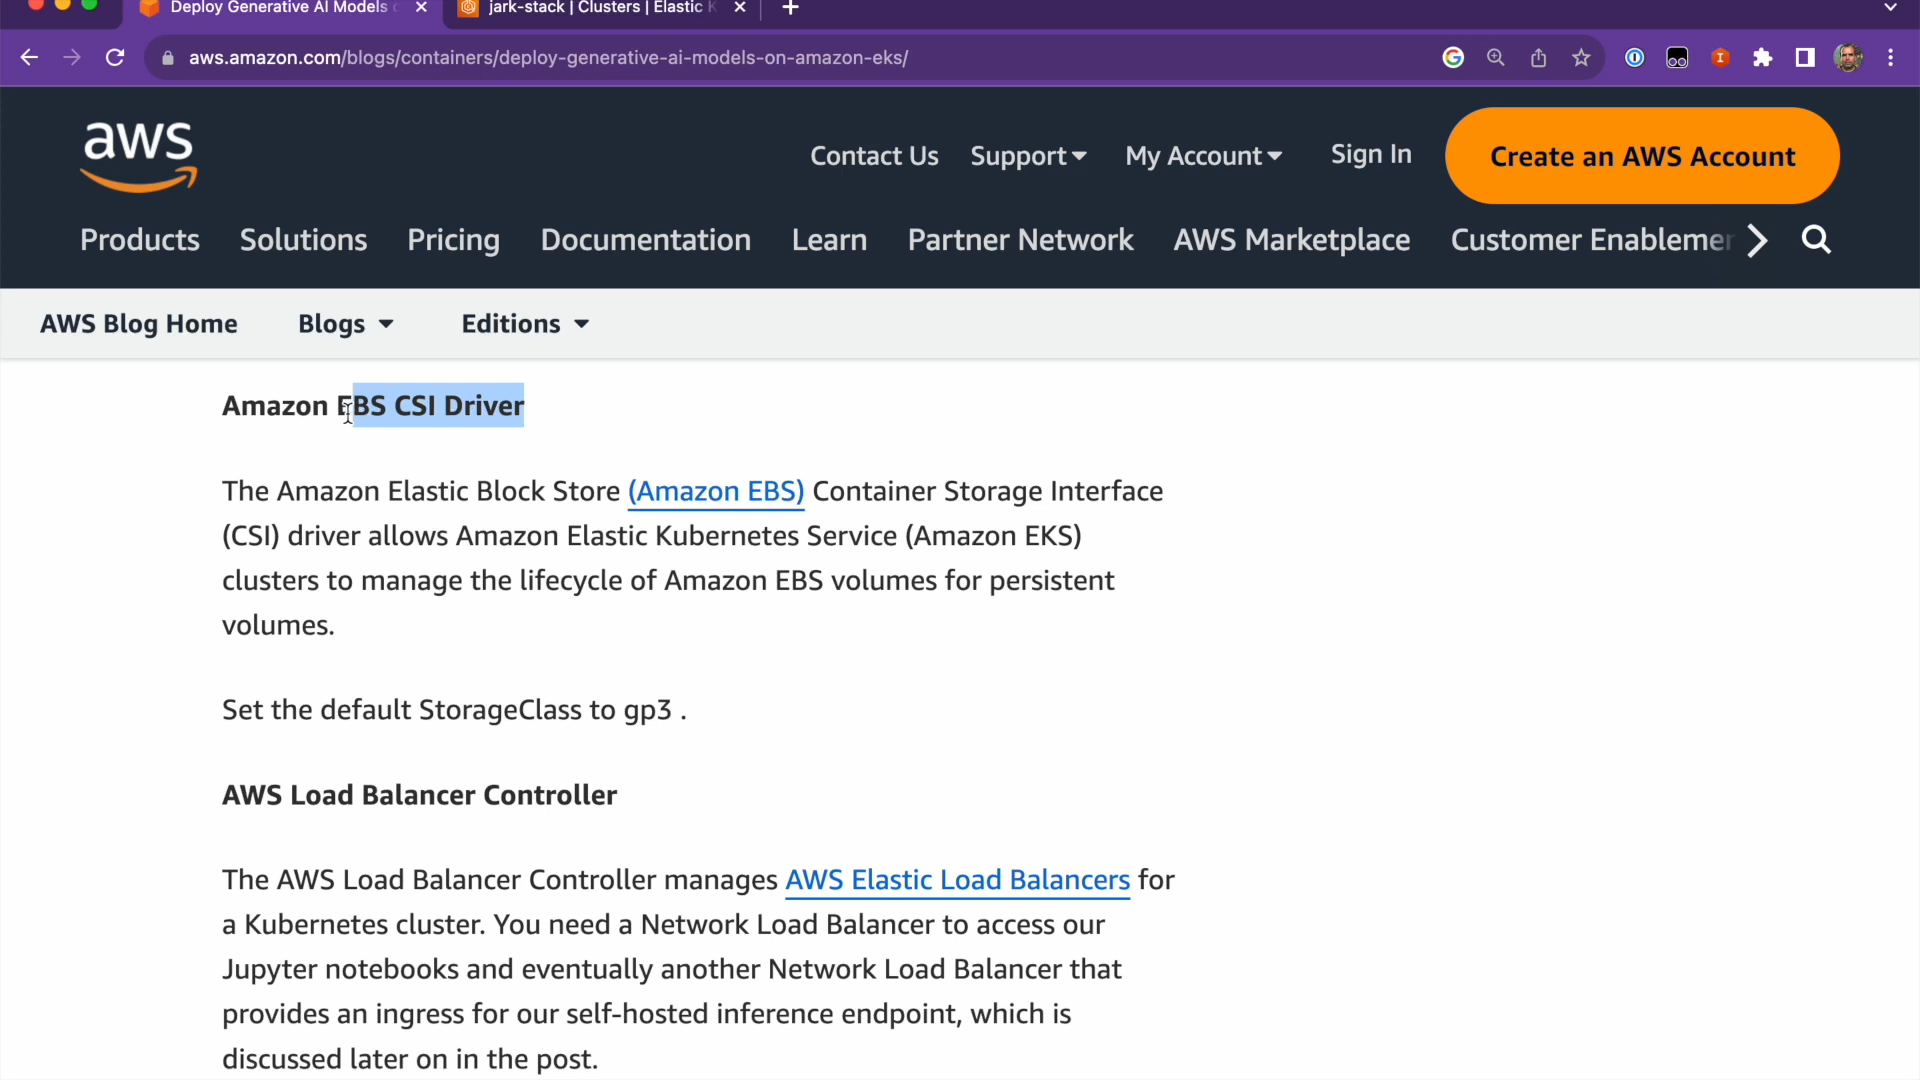 Deploy Generative AI Models
jark-stack | Clusters | Elastic K
aws.amazon.com/blogs/containers/deploy-generative-ai-models-on-amazon-eks/
aws
Contact Us Support My Account Sign In Create an AWS Account
Products Solutions Pricing Documentation Learn Partner Network AWS Marketplace Customer Enablemen
AWS Blog Home Blogs Editions
Amazon EBS CSI Driver
The Amazon Elastic Block Store (Amazon EBS) Container Storage Interface
(CSI) driver allows Amazon Elastic Kubernetes Service (Amazon EKS)
clusters to manage the lifecycle of Amazon EBS volumes for persistent
volumes.
Set the default StorageClass to gp3 .
AWS Load Balancer Controller
The AWS Load Balancer Controller manages AWS Elastic Load Balancers for
a Kubernetes cluster. You need a Network Load Balancer to access our
Jupyter notebooks and eventually another Network Load Balancer that
provides an ingress for our self-hosted inference endpoint, which is
discussed later on in the post.